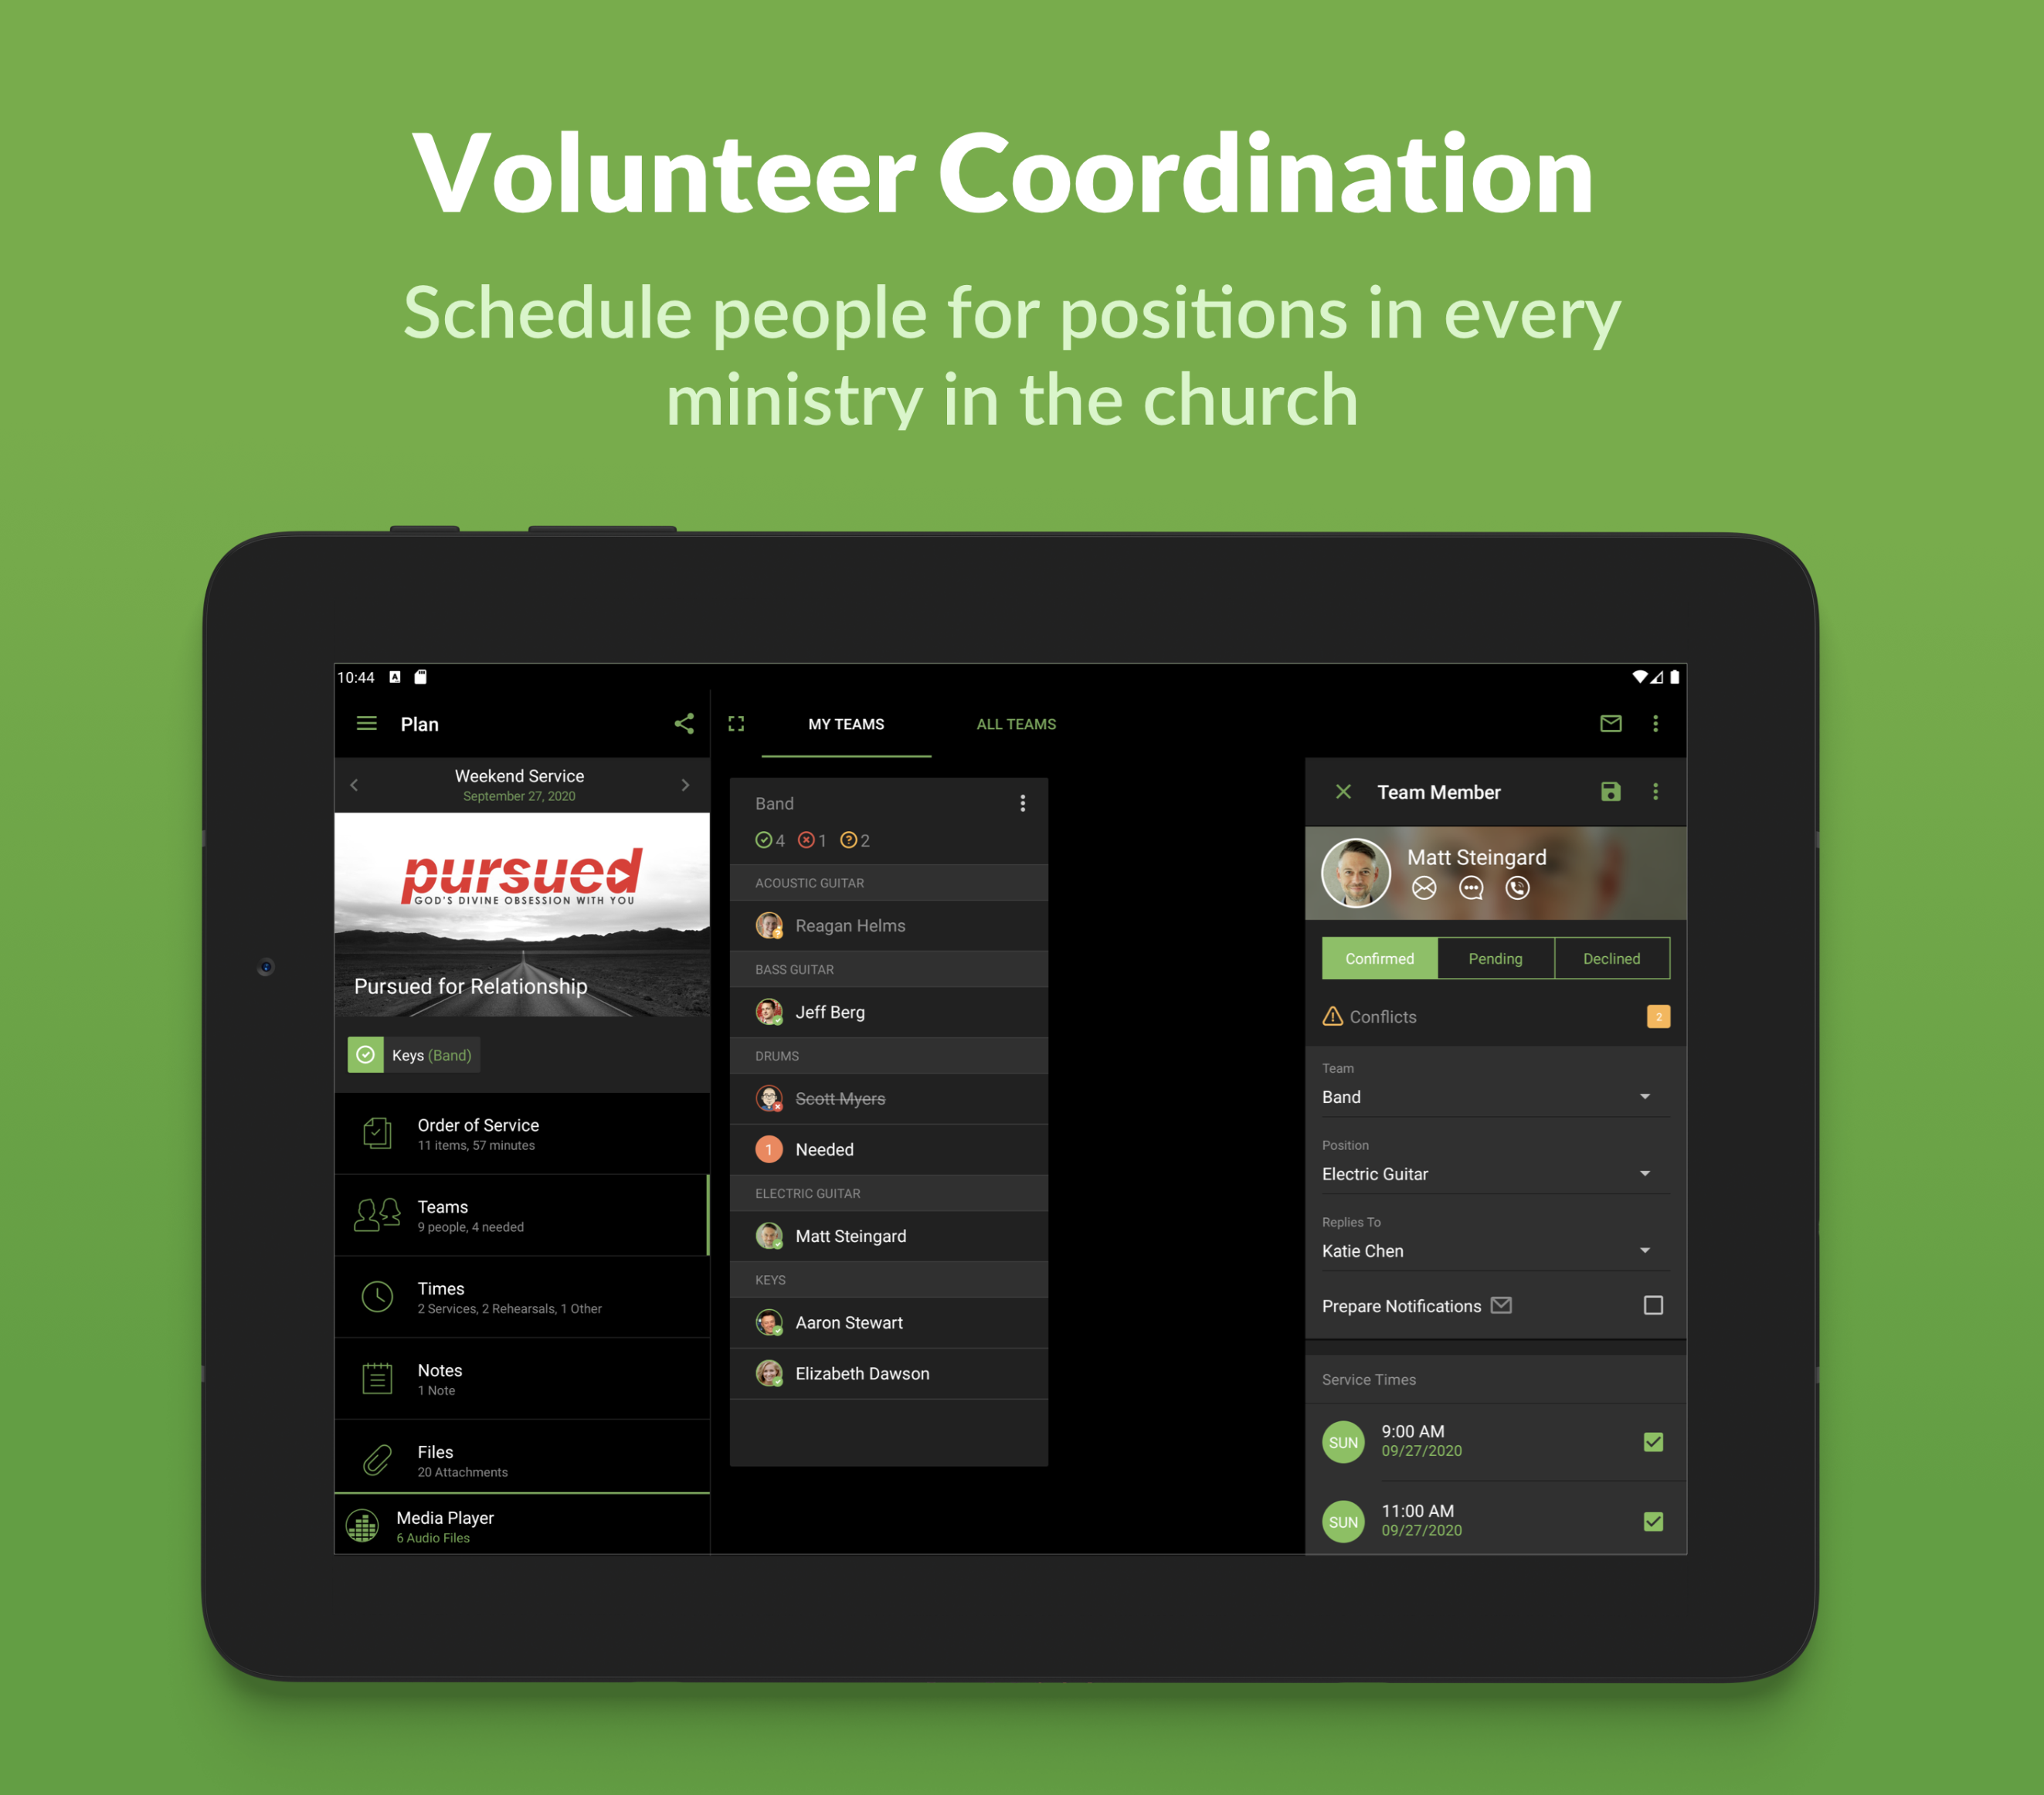 Volunteer Coordination
Schedule people for positions in every
ministry in the church
10:44
Plan
Weekend Service
September 27, 2020
pursued
GOD'S DIVINE OBSESSION WITH YOU
Pursued for Relationship
Keys (Band)
Order of Service
11 items, 57 minutes
Teams
9 people, 4 needed
Times
2 Services, 2 Rehearsals, 1 Other
Notes
1 Note
Files
20 Attachments
Media Player
6 Audio Files
MY TEAMS
ALL TEAMS
Band
4 1 2
ACOUSTIC GUITAR
Reagan Helms
BASS GUITAR
Jeff Berg
DRUMS
Scott Myers
1 Needed
ELECTRIC GUITAR
Matt Steingard
KEYS
Aaron Stewart
Elizabeth Dawson
Team Member
Matt Steingard
Confirmed Pending Declined
Conflicts 2
Team
Band
Position
Electric Guitar
Replies To
Katie Chen
Prepare Notifications
Service Times
SUN 9:00 AM
09/27/2020
SUN 11:00 AM
09/27/2020